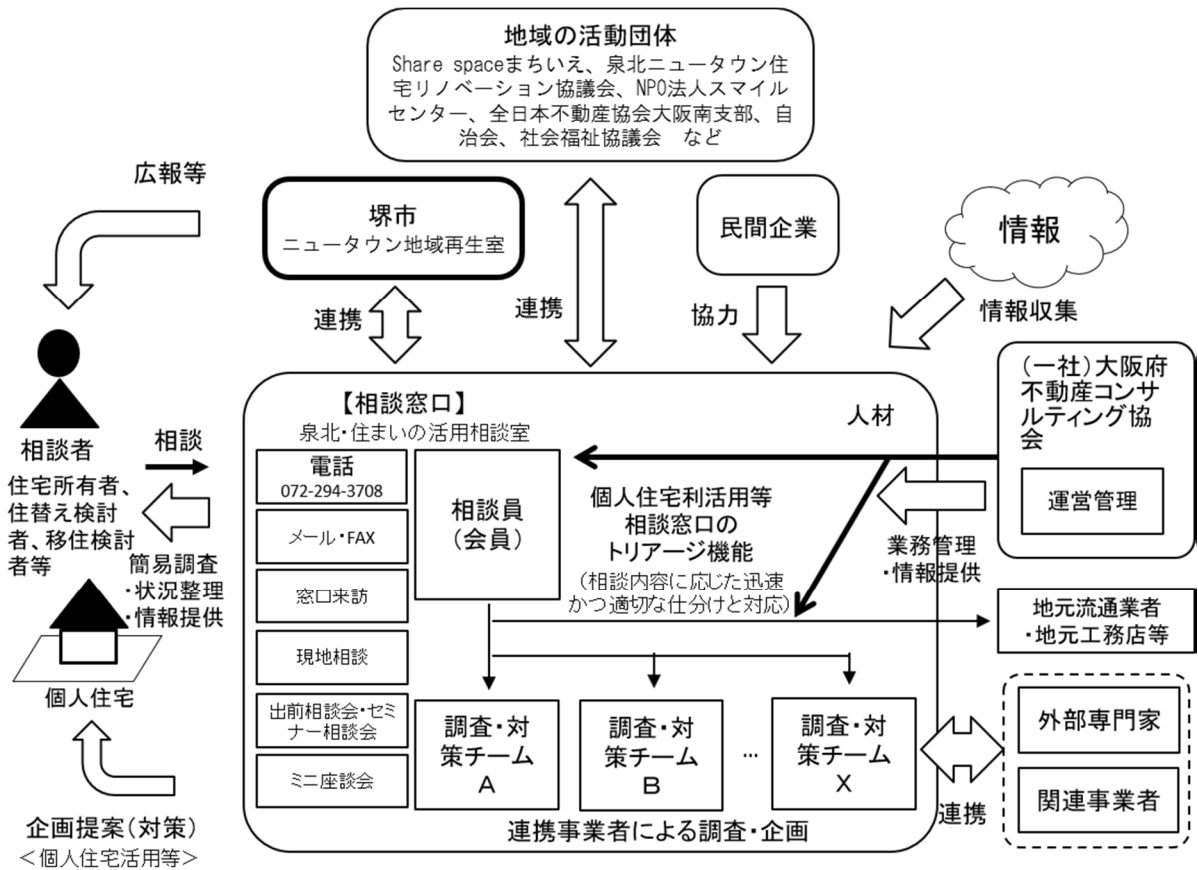 地域の活動団体
Share spaceまちいえ、泉北ニュータウン住
宅リノベーション協議会、NPO法人スマイル
センター、全日本不動産協会大阪南支部、自
治会、社会福祉協議会　など
広報等
堺市
ニュータウン地域再生室
民間企業
情報
連携
連携
協力
情報収集
相談者
相談
住宅所有者、
住替え検討
者、移住検討
者等
簡易調査
・状況整理
・情報提供
個人住宅
企画提案(対策)
＜個人住宅活用等＞
【相談窓口】
泉北・住まいの活用相談室
電話
072-294-3708
メール・FAX
窓口来訪
現地相談
出前相談会・セミ
ナー相談会
ミニ座談会
相談員
(会員)
人材
個人住宅利活用等
相談窓口の
トリアージ機能
(相談内容に応じた迅速
かつ適切な仕分けと対応)
調査・対
策チーム
A
調査・対
策チーム
B
…
調査・対
策チーム
X
連携事業者による調査・企画
(一社)大阪府
不動産コンサ
ルティング協
会
運営管理
業務管理
・情報提供
地元流通業者
・地元工務店等
外部専門家
関連事業者
連携